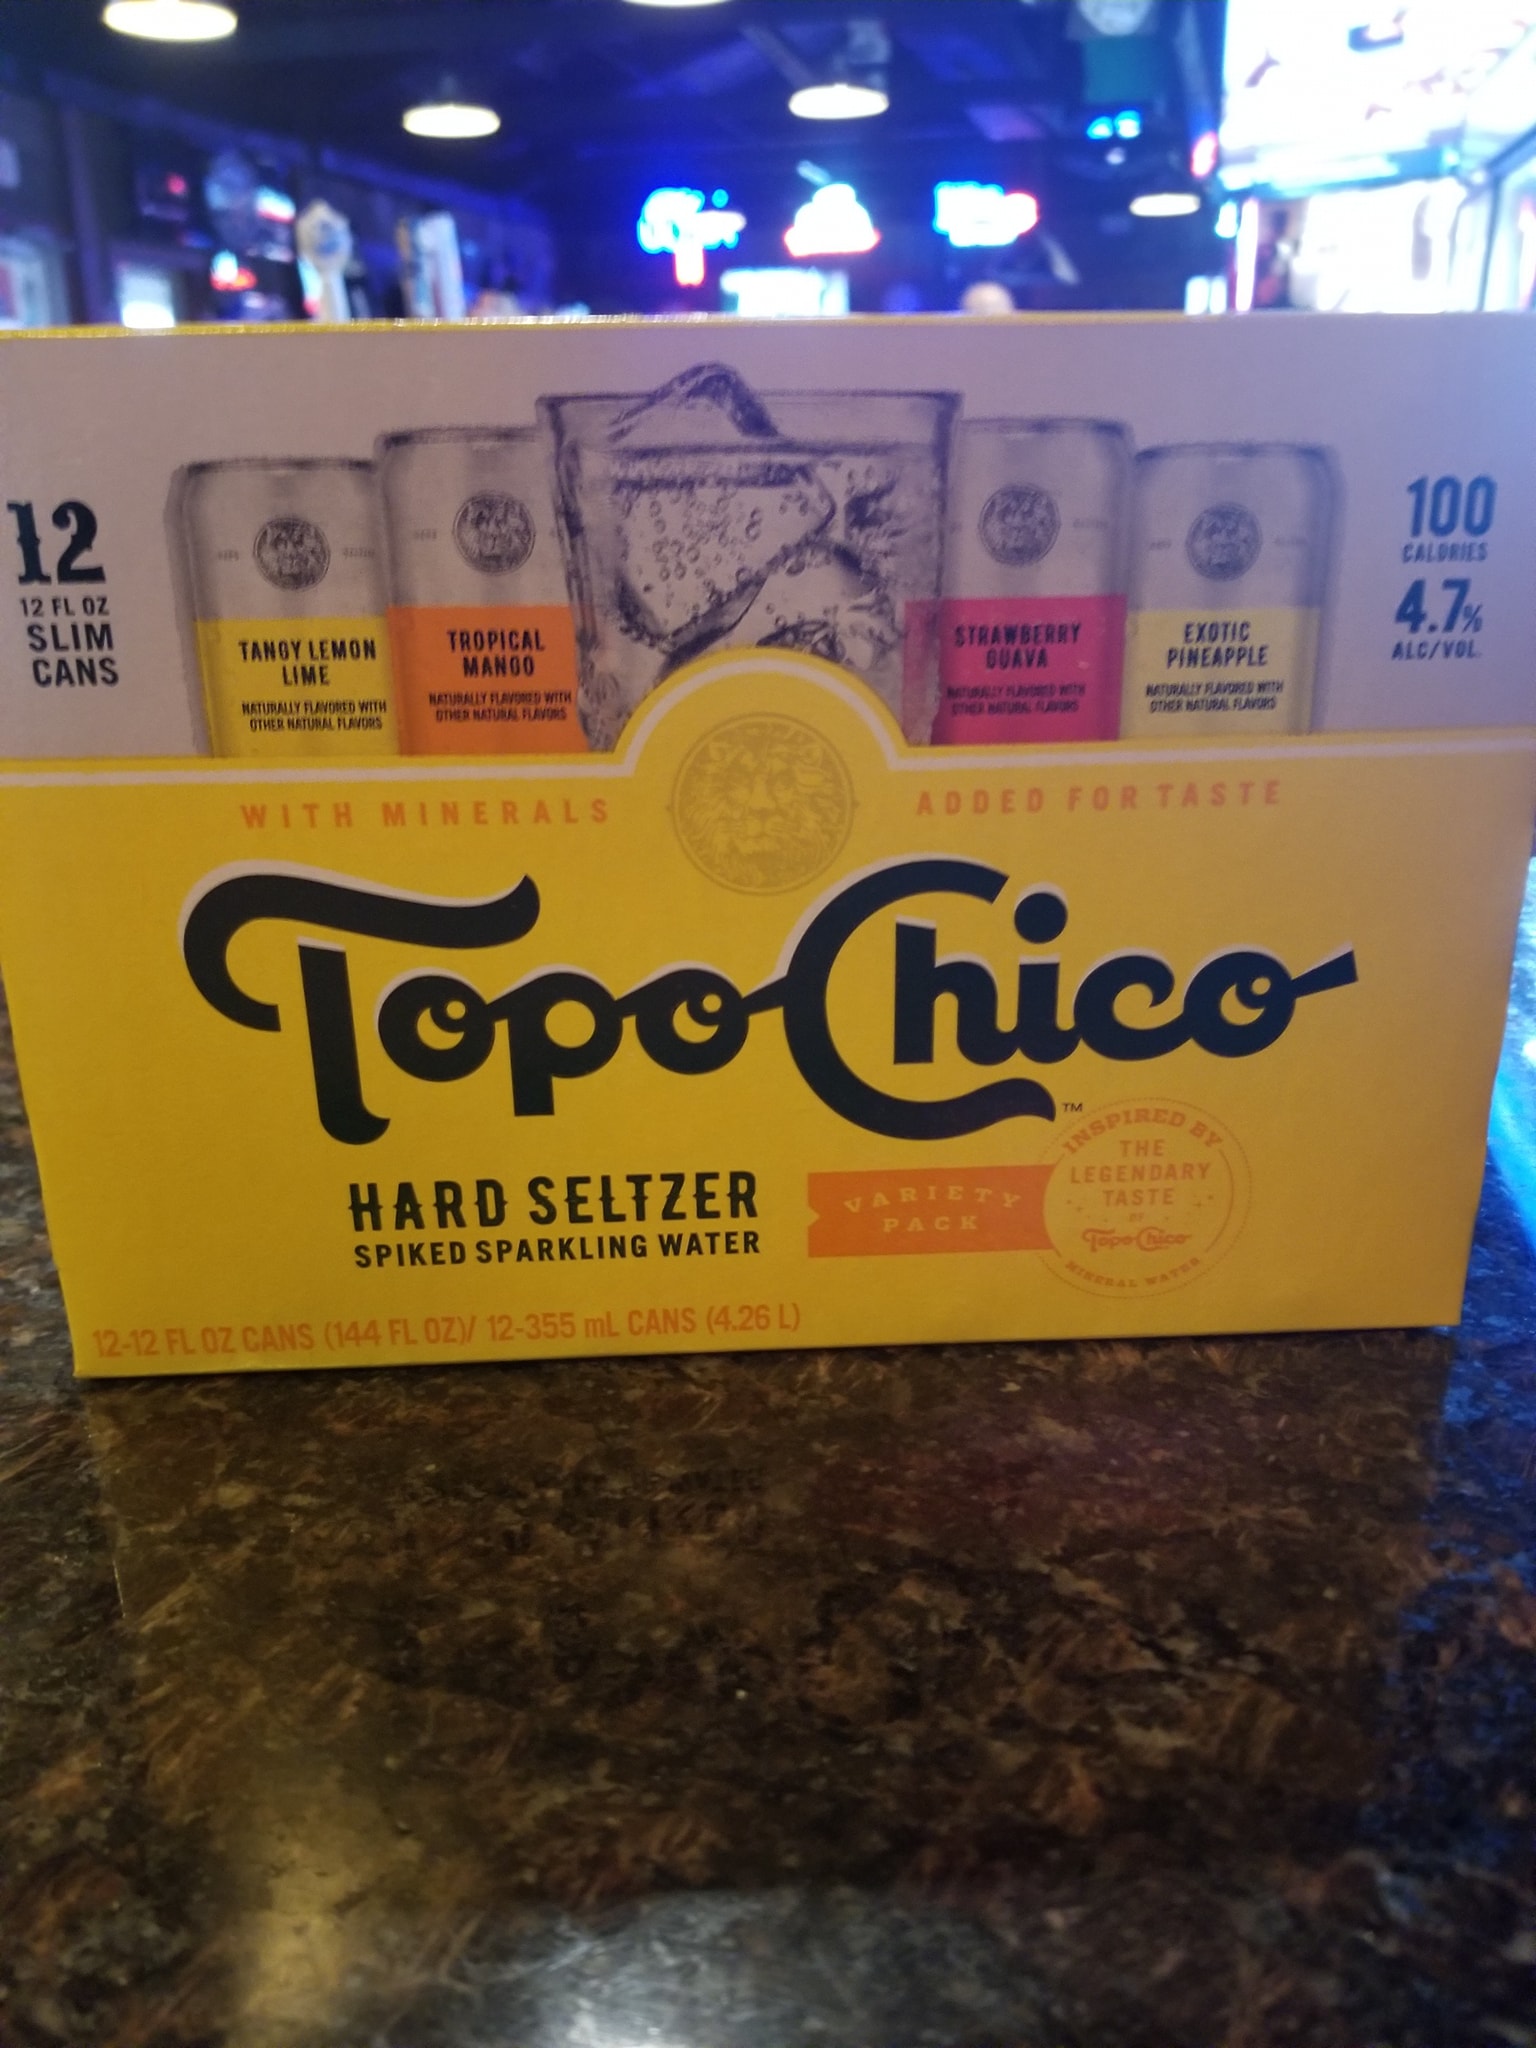 12
12 FL OZ
SLIM
CANS
TANGY LEMON
LIME
NATURALLY FLAVORED WITH
OTHER NATURAL FLAVORS
TROPICAL
MANGO
NATURALLY FLAVORED WITH
OTHER NATURAL FLAVORS
STRAWBERRY
GUAVA
NATURALLY FLAVORED WITH
OTHER NATURAL FLAVORS
EXOTIC
PINEAPPLE
NATURALLY FLAVORED WITH
OTHER NATURAL FLAVORS
100
CALORIES
4.7%
ALC/VOL.
WITH MINERALS
ADDED FOR TASTE
Topo Chico™
HARD SELTZER
SPIKED SPARKLING WATER
VARIETY
PACK
INSPIRED BY
THE
LEGENDARY
TASTE
OF
Topo Chico
MINERAL WATER
12-12 FL OZ CANS (144 FL OZ)/ 12-355 mL CANS (4.26 L)